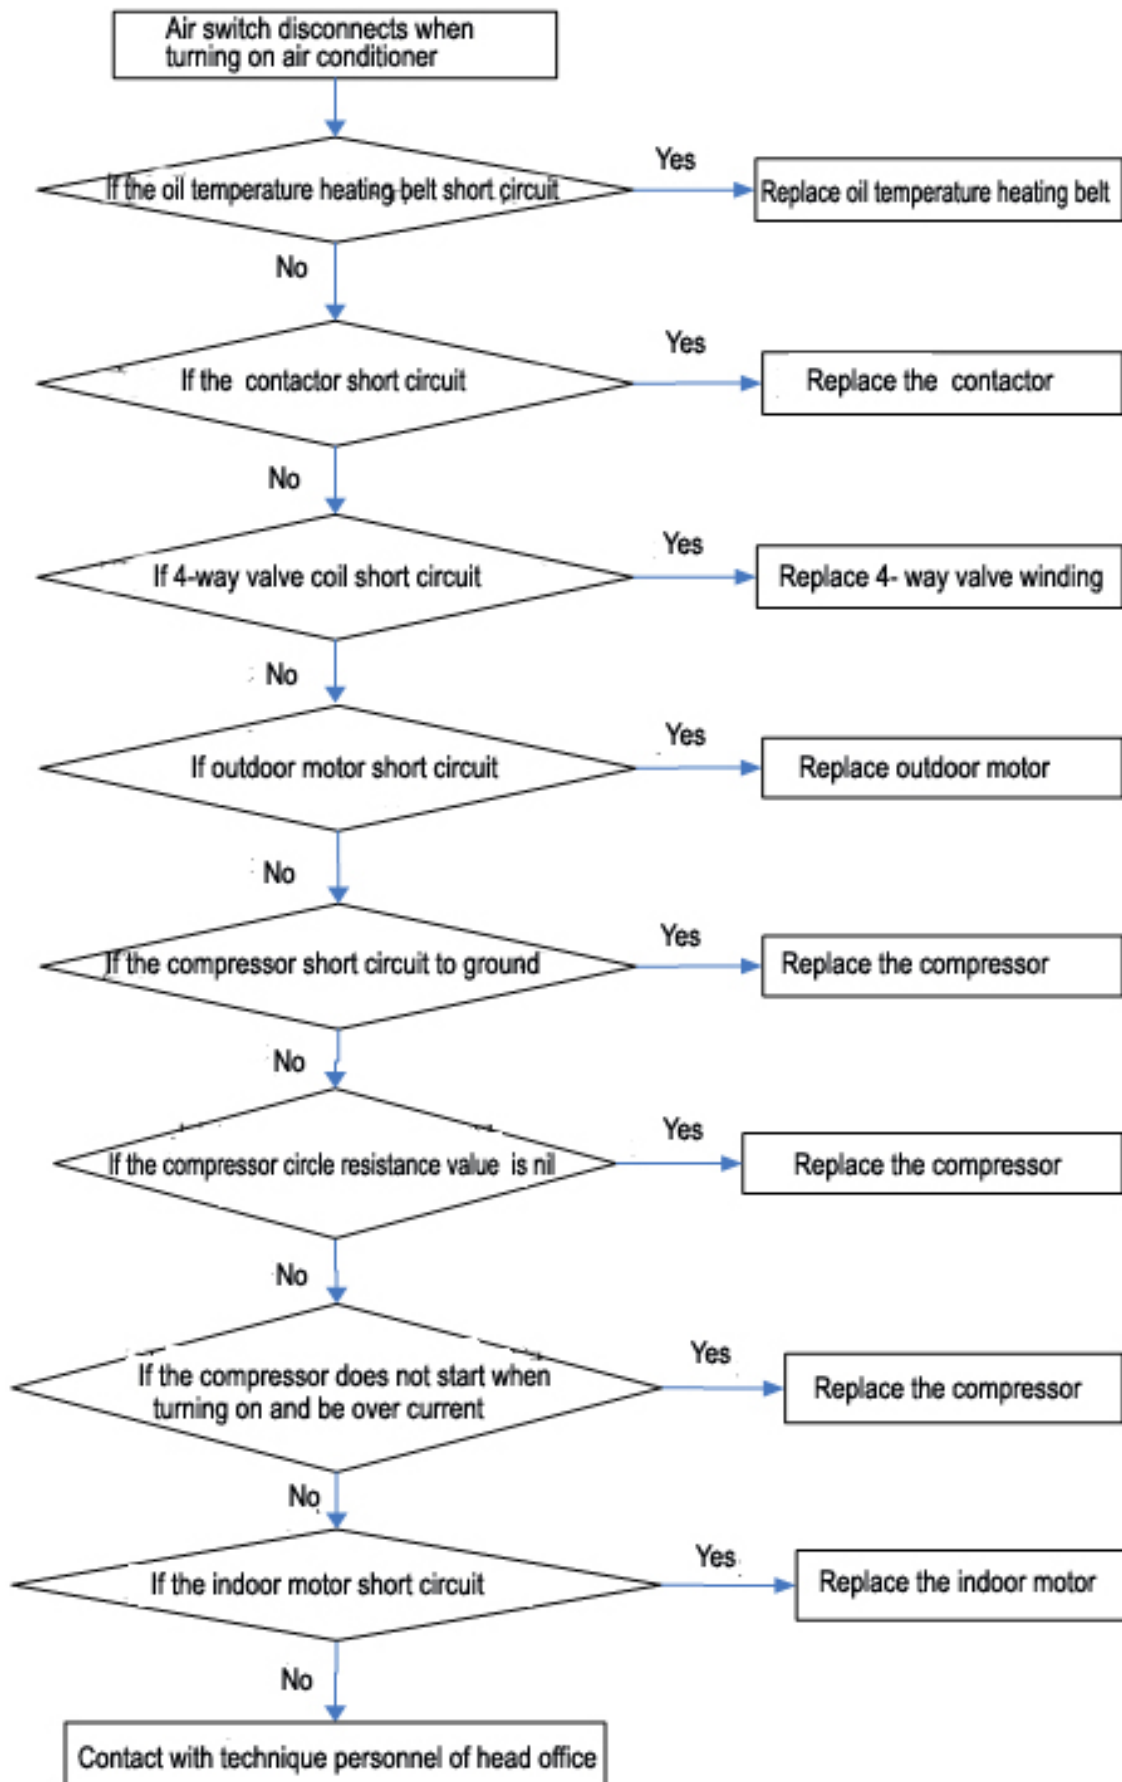 Air switch disconnects when
turning on air conditioner
Yes
If the oil temperature heating belt short circuit
Replace oil temperature heating belt
No
Yes
If the contactor short circuit
Replace the contactor
No
Yes
If 4-way valve coil short circuit
Replace 4- way valve winding
No
Yes
If outdoor motor short circuit
Replace outdoor motor
No
Yes
If the compressor short circuit to ground
Replace the compressor
No
Yes
If the compressor circle resistance value is nil
Replace the compressor
No
Yes
If the compressor does not start when
turning on and be over current
Replace the compressor
No
Yes
If the indoor motor short circuit
Replace the indoor motor
No
Contact with technique personnel of head office